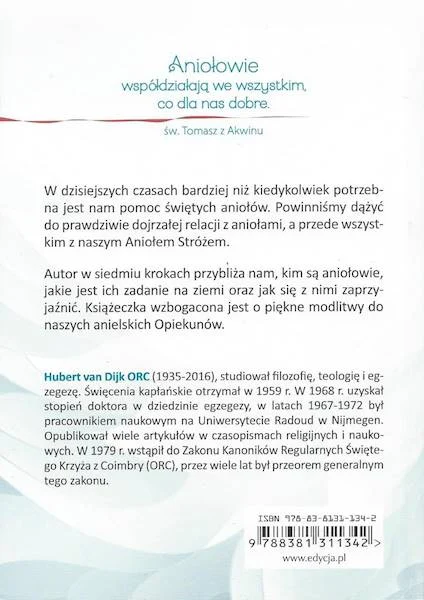 Aniołowie
współdziałają we wszystkim,
co dla nas dobre.
św. Tomasz z Akwinu
W dzisiejszych czasach bardziej niż kiedykolwiek potrzeb-
na jest nam pomoc świętych aniołów. Powinniśmy dążyć
do prawdziwie dojrzałej relacji z aniołami, a przede wszyst-
kim z naszym Aniołem Stróżem.
Autor w siedmiu krokach przybliża nam, kim są aniołowie,
jakie jest ich zadanie na ziemi oraz jak się z nimi zaprzy-
jaźnić. Książeczka wzbogacona jest o piękne modlitwy do
naszych anielskich Opiekunów.
Hubert van Dijk ORC (1935-2016), studiował filozofię, teologię i eg-
zegezę. Święcenia kapłańskie otrzymał w 1959 r. W 1968 r. uzyskał
stopień doktora w dziedzinie egzegezy, w latach 1967-1972 był
pracownikiem naukowym na Uniwersytecie Radoud w Nijmegen.
Opublikował wiele artykułów w czasopismach religijnych i nauko-
wych. W 1979 r. wstąpił do Zakonu Kanoników Regularnych Święte-
go Krzyża z Coimbry (ORC), przez wiele lat był przeorem generalnym
tego zakonu.
ISBN 978-83-8131-134-2
9 788381 311342 >
www.edycja.pl